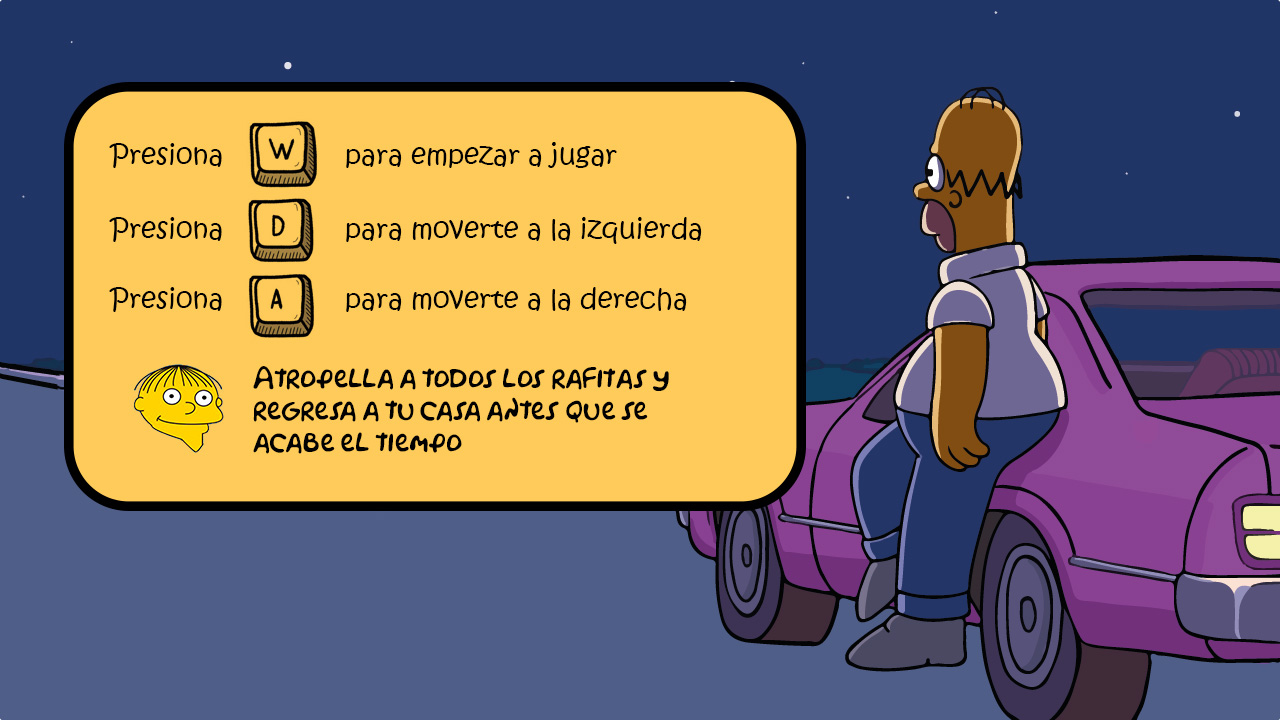 Presiona W para empezar a jugar
Presiona D para moverte a la izquierda
Presiona A para moverte a la derecha
ATROPELLA A TODOS LOS RAFITAS Y
REGRESA A TU CASA ANTES QUE SE
ACABE EL TIEMPO